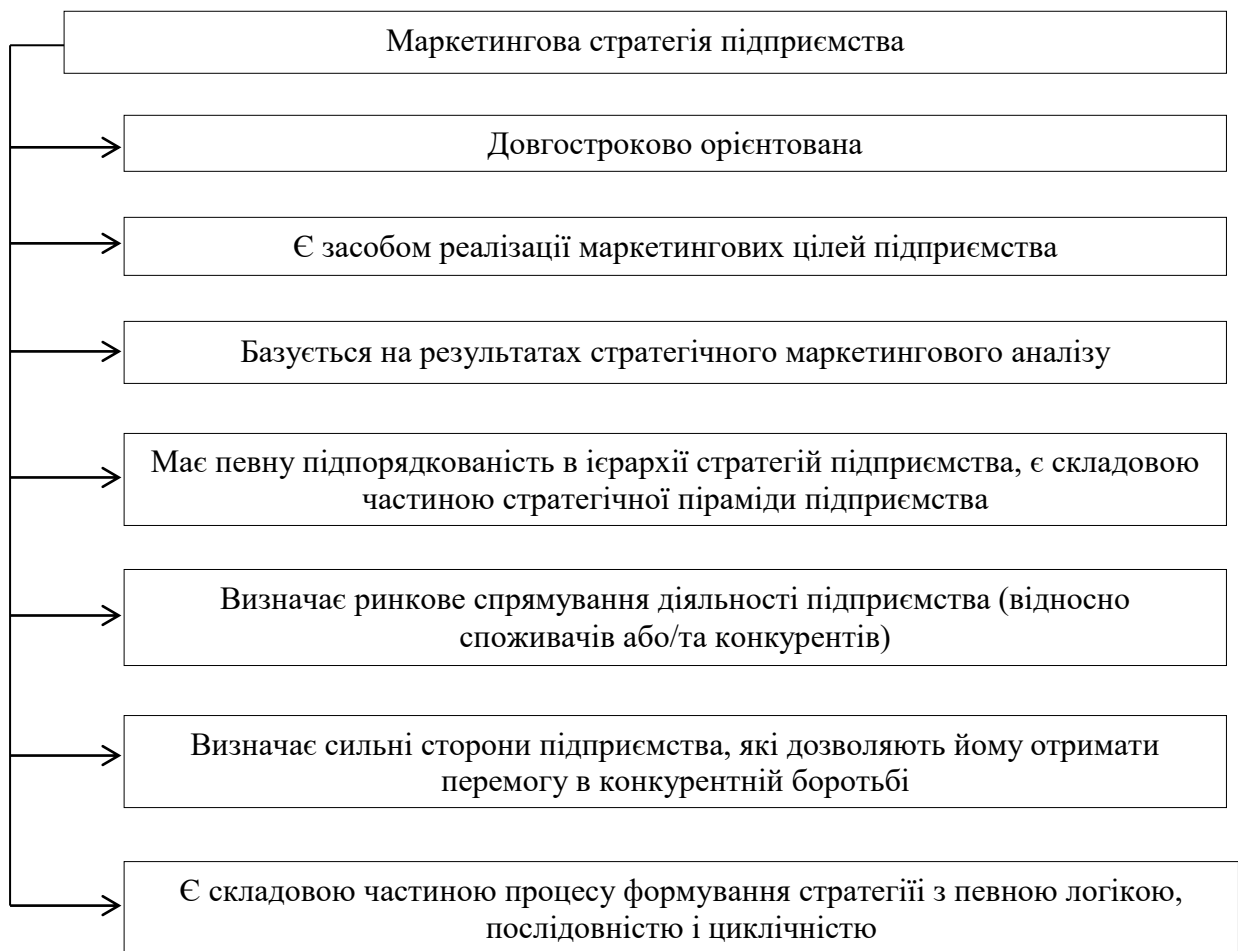 Маркетингова стратегія підприємства
Довгостроково орієнтована
Є засобом реалізації маркетингових цілей підприємства
Базується на результатах стратегічного маркетингового аналізу
Має певну підпорядкованість в ієрархії стратегій підприємства, є складовою
частиною стратегічної піраміди підприємства
Визначає ринкове спрямування діяльності підприємства (відносно
споживачів або/та конкурентів)
Визначає сильні сторони підприємства, які дозволяють йому отримати
перемогу в конкурентній боротьбі
Є складовою частиною процесу формування стратегіїі з певною логікою,
послідовністю і циклічністю